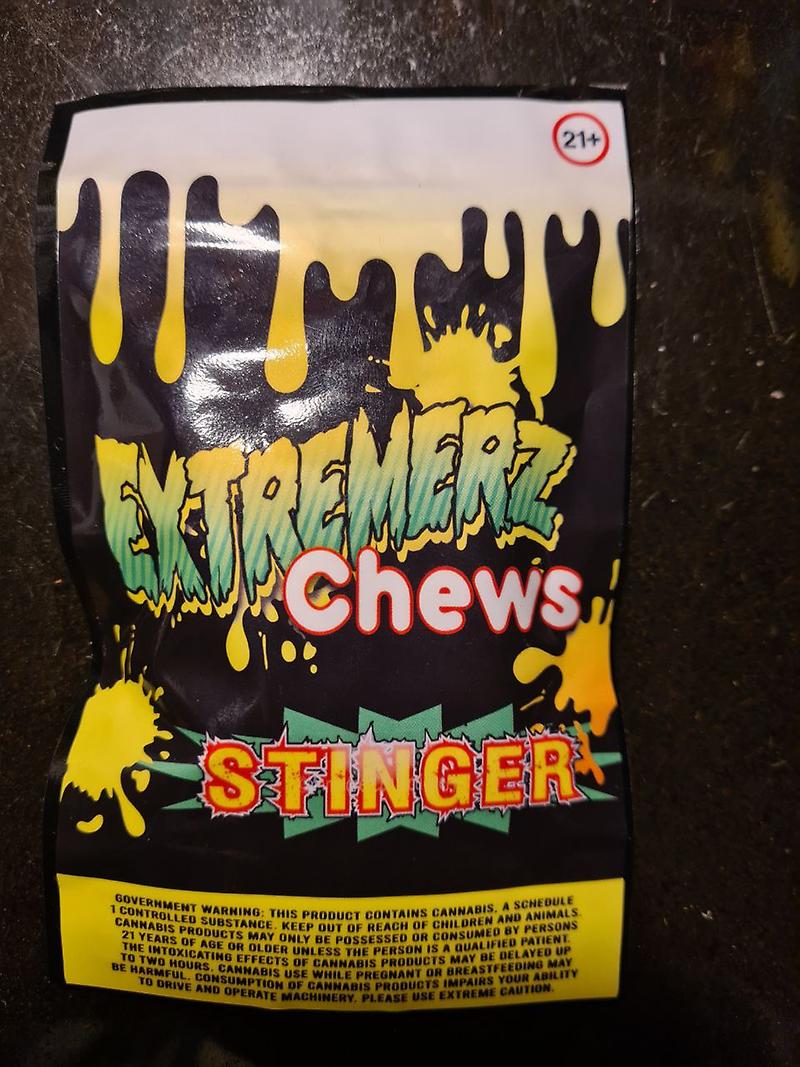 21+
EXTREMERZ
Chews
STINGER
GOVERNMENT WARNING: THIS PRODUCT CONTAINS CANNABIS, A SCHEDULE
1 CONTROLLED SUBSTANCE. KEEP OUT OF REACH OF CHILDREN AND ANIMALS.
CANNABIS PRODUCTS MAY ONLY BE POSSESSED OR CONSUMED BY PERSONS
21 YEARS OF AGE OR OLDER UNLESS THE PERSON IS A QUALIFIED PATIENT.
THE INTOXICATING EFFECTS OF CANNABIS PRODUCTS MAY BE DELAYED UP
TO TWO HOURS. CANNABIS USE WHILE PREGNANT OR BREASTFEEDING MAY
BE HARMFUL. CONSUMPTION OF CANNABIS PRODUCTS IMPAIRS YOUR ABILITY
TO DRIVE AND OPERATE MACHINERY. PLEASE USE EXTREME CAUTION.